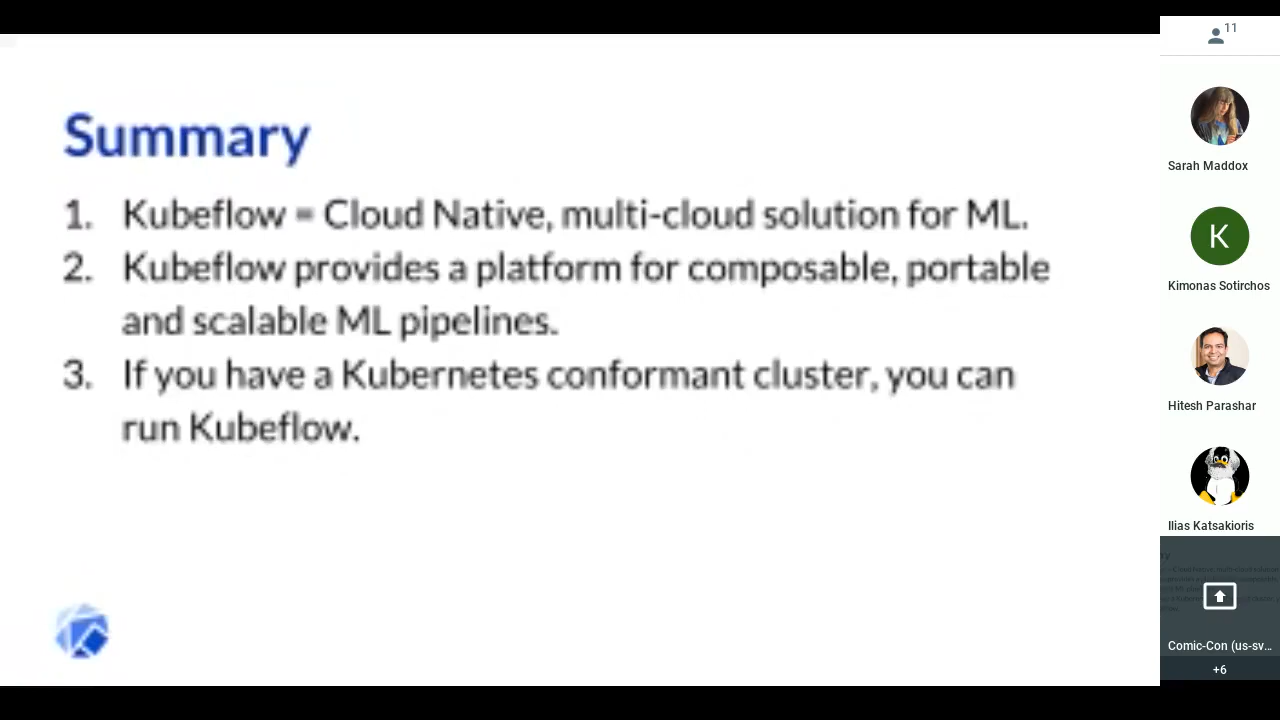 Summary
1. Kubeflow = Cloud Native, multi-cloud solution for ML.
2. Kubeflow provides a platform for composable, portable
and scalable ML pipelines.
3. If you have a Kubernetes conformant cluster, you can
run Kubeflow.
11
Sarah Maddox
K
Kimonas Sotirchos
Hitesh Parashar
Ilias Katsakioris
Comic-Con (us-sv...
+6